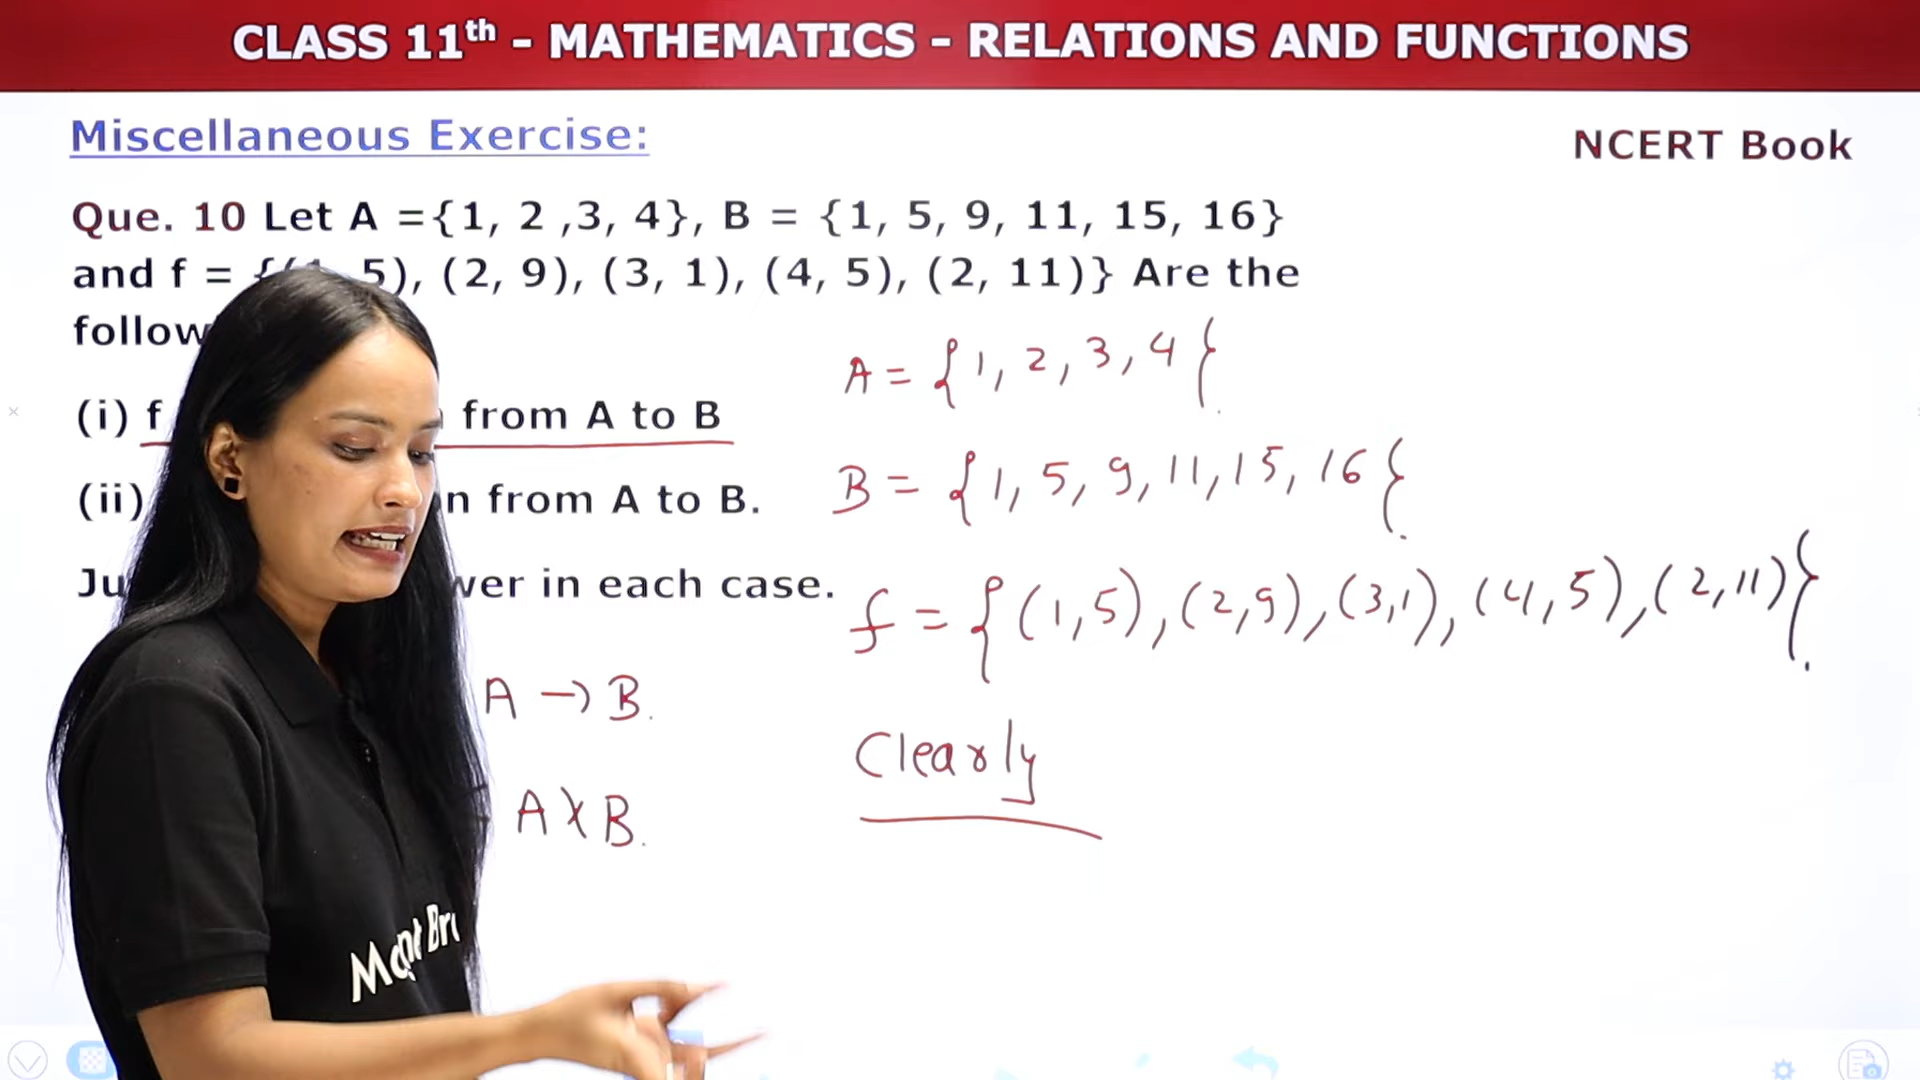 CLASS 11th - MATHEMATICS - RELATIONS AND FUNCTIONS
Miscellaneous Exercise:
NCERT Book
Que. 10 Let A ={1, 2 ,3, 4}, B = {1, 5, 9, 11, 15, 16}
and f = {(1, 5), (2, 9), (3, 1), (4, 5), (2, 11)} Are the
follow
A = {1, 2, 3, 4}
(i) f from A to B
B = {1, 5, 9, 11, 15, 16}
(ii) n from A to B.
Ju wer in each case.
f = {(1,5), (2,9), (3,1), (4,5), (2,11)}
A → B.
Clearly
A X B.